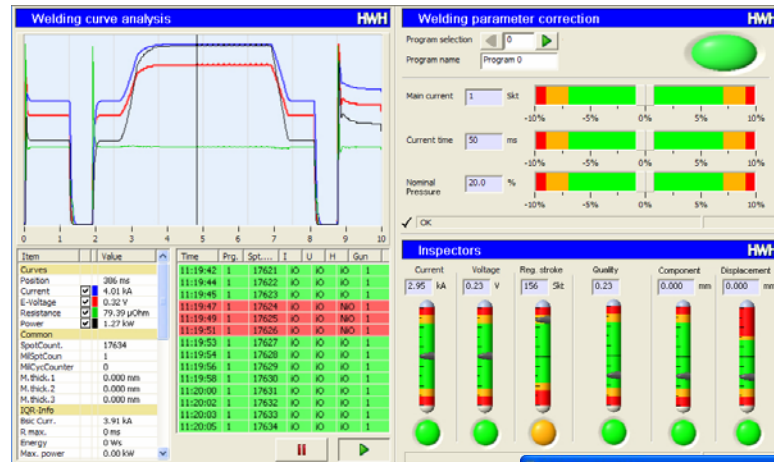 Welding curve analysis HWH
0 1 2 3 4 5 6 7 8 9 10
Item Value
Curves
Position 386 ms
Current 4.01 kA
E-Voltage 0.32 V
Resistance 79.39 µOhm
Power 1.27 kW
Common
SpotCount. 17634
MilSptCoun 1
MilCycCounter 0
M.thick.1 0.000 mm
M.thick.2 0.000 mm
M.thick.3 0.000 mm
IQR-Info
Bsic Curr. 3.91 kA
R max. 0 ms
Energy 0 Ws
Max. power 0.00 kW
Time Prg. Spt.... I U H Gun
11:19:42 1 17621 iO iO iO 1
11:19:44 1 17622 iO iO iO 1
11:19:45 1 17623 iO iO iO 1
11:19:47 1 17624 iO iO NiO 1
11:19:49 1 17625 iO iO NiO 1
11:19:51 1 17626 iO iO NiO 1
11:19:53 1 17627 iO iO iO 1
11:19:54 1 17628 iO iO iO 1
11:19:56 1 17629 iO iO iO 1
11:19:58 1 17630 iO iO iO 1
11:20:00 1 17631 iO iO iO 1
11:20:02 1 17632 iO iO iO 1
11:20:03 1 17633 iO iO iO 1
11:20:05 1 17634 iO iO iO 1
Welding parameter correction HWH
Program selection 0
Program name Program 0
Main current 1 Skt
-10% -5% 0% 5% 10%
Current time 50 ms
-10% -5% 0% 5% 10%
Nominal
Pressure 20.0 %
-10% -5% 0% 5% 10%
OK
Inspectors HWH
Current Voltage Reg. stroke Quality Component Displacement
2.95 kA 0.23 V 156 Skt 0.23 0.000 mm 0.000 mm